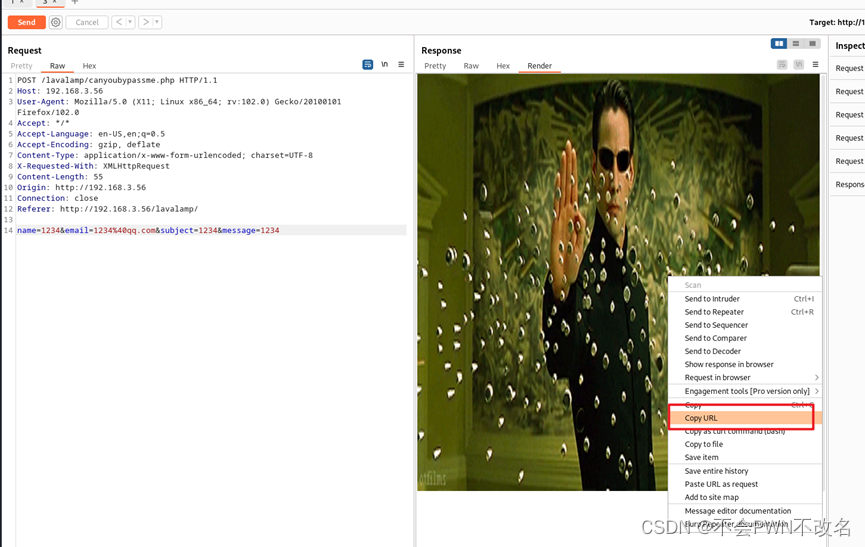 1 × 3 × +
Send Cancel < > Target: http://1
Request
Pretty Raw Hex \n
1 POST /lavalamp/canyoubypassme.php HTTP/1.1
2 Host: 192.168.3.56
3 User-Agent: Mozilla/5.0 (X11; Linux x86_64; rv:102.0) Gecko/20100101
Firefox/102.0
4 Accept: */*
5 Accept-Language: en-US,en;q=0.5
6 Accept-Encoding: gzip, deflate
7 Content-Type: application/x-www-form-urlencoded; charset=UTF-8
8 X-Requested-With: XMLHttpRequest
9 Content-Length: 55
10 Origin: http://192.168.3.56
11 Connection: close
12 Referer: http://192.168.3.56/lavalamp/
13
14 name=1234&email=1234%40qq.com&subject=1234&message=1234
Response
Pretty Raw Hex Render \n
otfilms
Scan
Send to Intruder Ctrl+I
Send to Repeater Ctrl+R
Send to Sequencer
Send to Comparer
Send to Decoder
Show response in browser
Request in browser >
Engagement tools [Pro version only] >
Copy Ctrl+C
Copy URL
Copy as curl command (bash)
Copy to file
Save item
Save entire history
Paste URL as request
Add to site map
Message editor documentation
Burp Repeater documentation
Inspect
Request
Request
Request
Request
Request
Respons
CSDN @不会PWN不改名